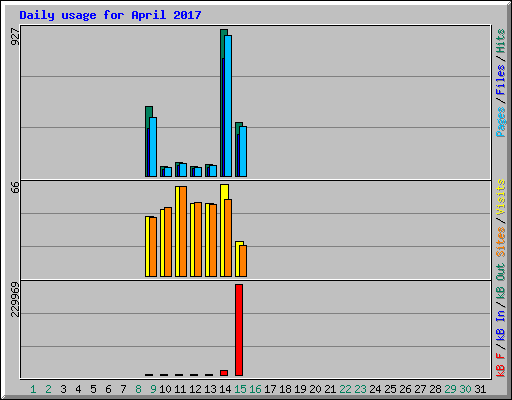 Daily usage for April 2017
927
66
229969
Pages / Files / Hits
Sites / Visits
kB F / kB In / kB Out
1 2 3 4 5 6 7 8 9 10 11 12 13 14 15 16 17 18 19 20 21 22 23 24 25 26 27 28 29 30 31